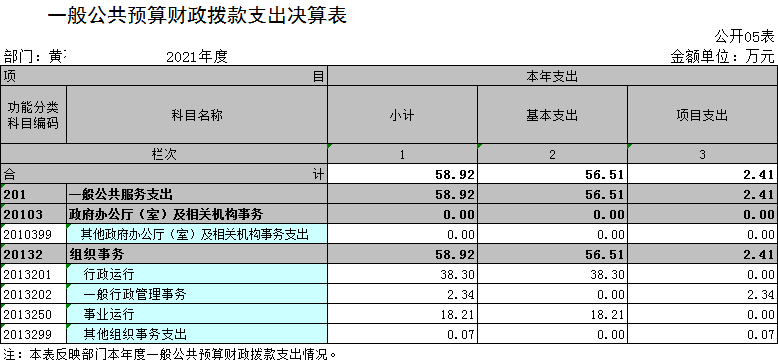 一般公共预算财政拨款支出决算表
公开05表
部门：黄 2021年度 金额单位：万元
项 目 本年支出
功能分类科目编码 科目名称 小计 基本支出 项目支出
栏次 1 2 3
合 计 58.92 56.51 2.41
201 一般公共服务支出 58.92 56.51 2.41
20103 政府办公厅（室）及相关机构事务 0.00 0.00 0.00
2010399 其他政府办公厅（室）及相关机构事务支出 0.00 0.00 0.00
20132 组织事务 58.92 56.51 2.41
2013201 行政运行 38.30 38.30 0.00
2013202 一般行政管理事务 2.34 0.00 2.34
2013250 事业运行 18.21 18.21 0.00
2013299 其他组织事务支出 0.07 0.00 0.07
注：本表反映部门本年度一般公共预算财政拨款支出情况。